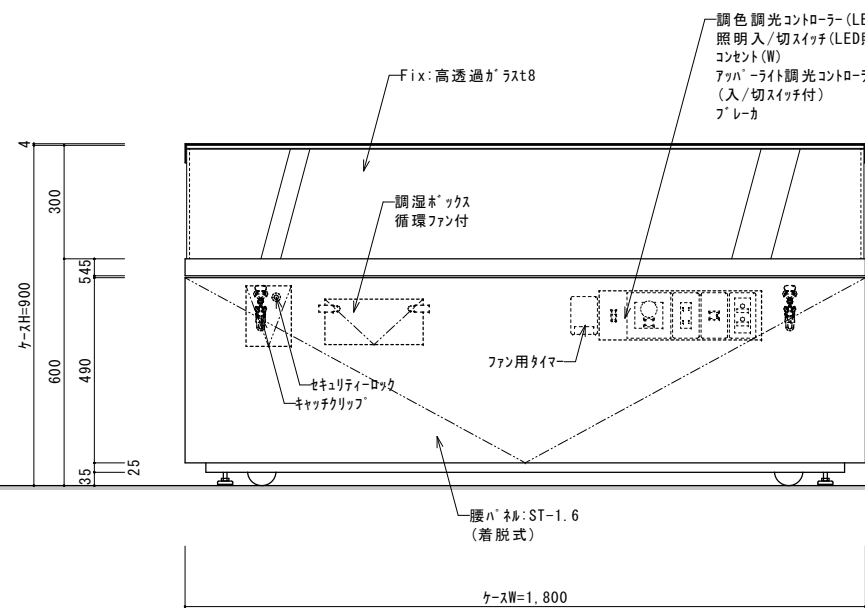 調色調光ｺﾝﾄﾛｰﾗｰ(LE
照明入/切ｽｲｯﾁ(LED
ｺﾝｾﾝﾄ(W)
ｱｯﾊﾟｰﾗｲﾄ調光ｺﾝﾄﾛｰﾗ
(入/切ｽｲｯﾁ付)
ﾌﾞﾚｰｶ
Fix:高透過ｶﾞﾗｽt8
調湿ﾎﾞｯｸｽ
循環ﾌｧﾝ付
ﾌｧﾝ用ﾀｲﾏｰ
ｾｷｭﾘﾃｨｰﾛｯｸ
ｷｬｯﾁｸﾘｯﾌﾟ
腰ﾊﾟﾈﾙ:ST-1.6
(着脱式)
4
300
545
ｹｰｽH=900
600
490
35
25
ｹｰｽW=1,800